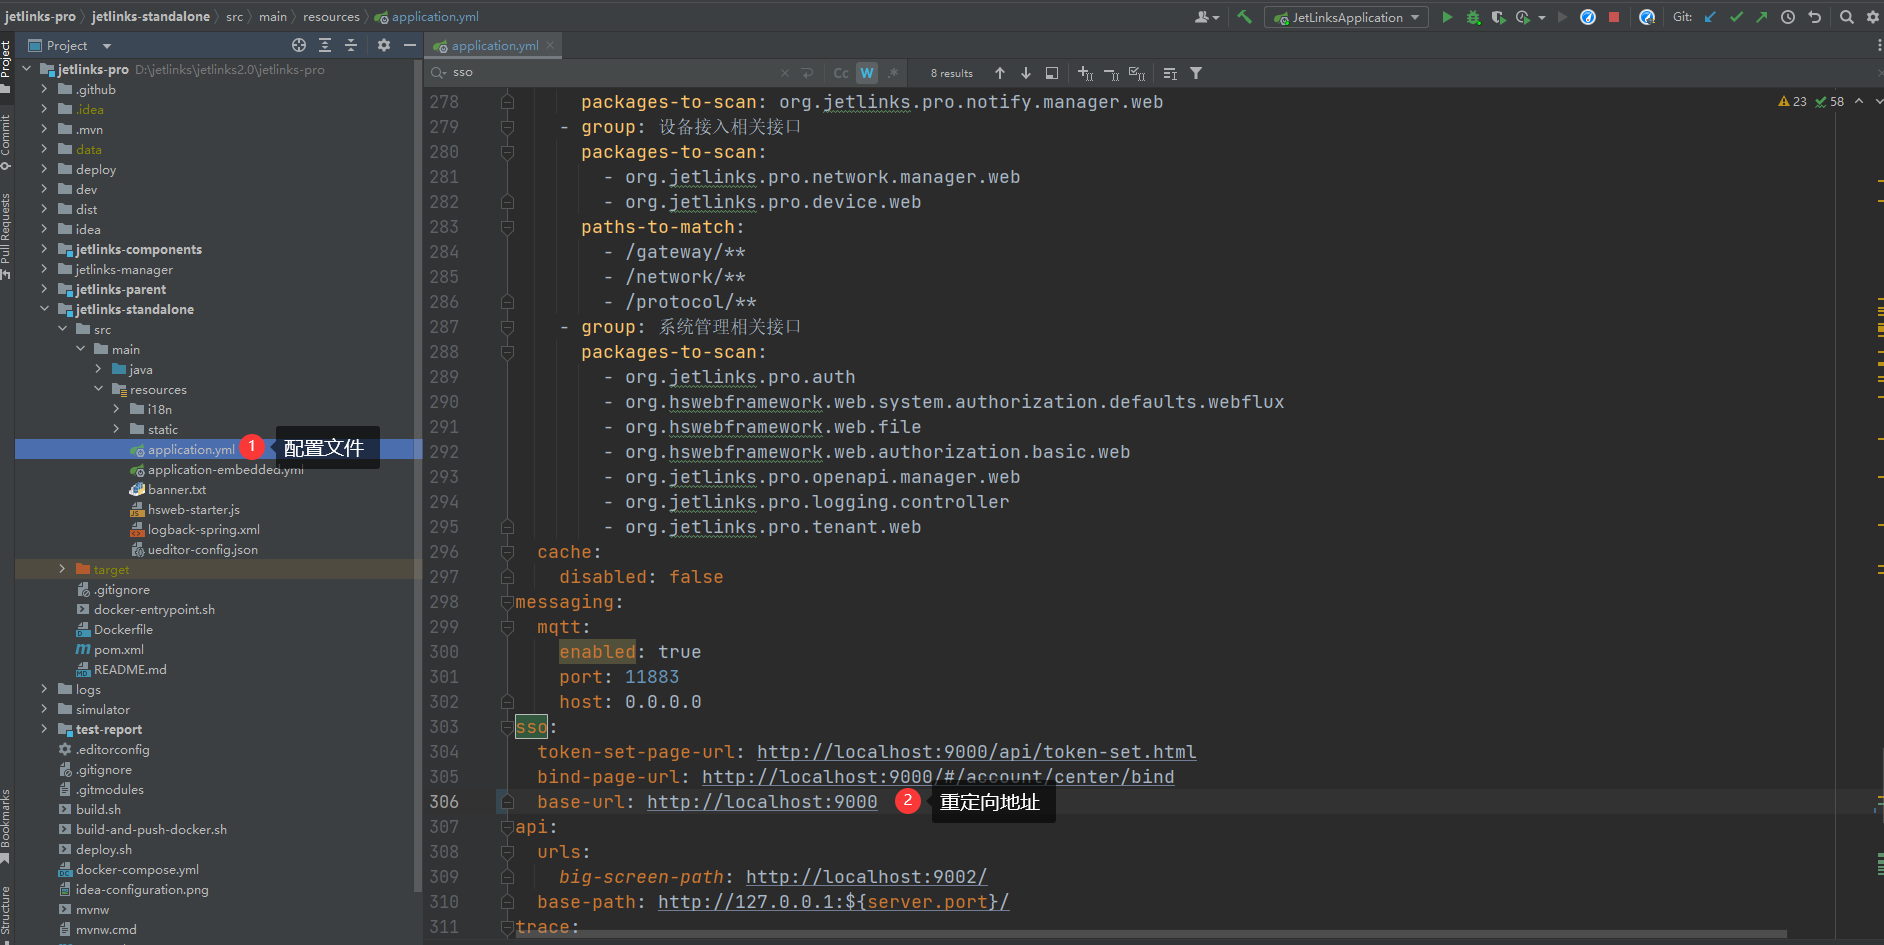 jetlinks-pro
jetlinks-standalone
src
main
resources
application.yml
JetLinksApplication
Git:
Project
application.yml
sso
Cc
W
.*
8 results
Project
Commit
Pull Requests
Bookmarks
Structure
jetlinks-pro D:\jetlinks\jetlinks2.0\jetlinks-pro
.github
.idea
.mvn
data
deploy
dev
dist
idea
jetlinks-components
jetlinks-manager
jetlinks-parent
jetlinks-standalone
src
main
java
resources
i18n
static
application.yml
1
配置文件
application-embedded.yml
banner.txt
hsweb-starter.js
logback-spring.xml
ueditor-config.json
target
.gitignore
docker-entrypoint.sh
Dockerfile
pom.xml
README.md
logs
simulator
test-report
.editorconfig
.gitignore
.gitmodules
build.sh
build-and-push-docker.sh
deploy.sh
docker-compose.yml
idea-configuration.png
mvnw
mvnw.cmd
23
58
278 packages-to-scan: org.jetlinks.pro.notify.manager.web
279 - group: 设备接入相关接口
280 packages-to-scan:
281 - org.jetlinks.pro.network.manager.web
282 - org.jetlinks.pro.device.web
283 paths-to-match:
284 - /gateway/**
285 - /network/**
286 - /protocol/**
287 - group: 系统管理相关接口
288 packages-to-scan:
289 - org.jetlinks.pro.auth
290 - org.hswebframework.web.system.authorization.defaults.webflux
291 - org.hswebframework.web.file
292 - org.hswebframework.web.authorization.basic.web
293 - org.jetlinks.pro.openapi.manager.web
294 - org.jetlinks.pro.logging.controller
295 - org.jetlinks.pro.tenant.web
296 cache:
297 disabled: false
298 messaging:
299 mqtt:
300 enabled: true
301 port: 11883
302 host: 0.0.0.0
303 sso:
304 token-set-page-url: http://localhost:9000/api/token-set.html
305 bind-page-url: http://localhost:9000/#/account/center/bind
306 base-url: http://localhost:9000
2
重定向地址
307 api:
308 urls:
309 big-screen-path: http://localhost:9002/
310 base-path: http://127.0.0.1:${server.port}/
311 trace: